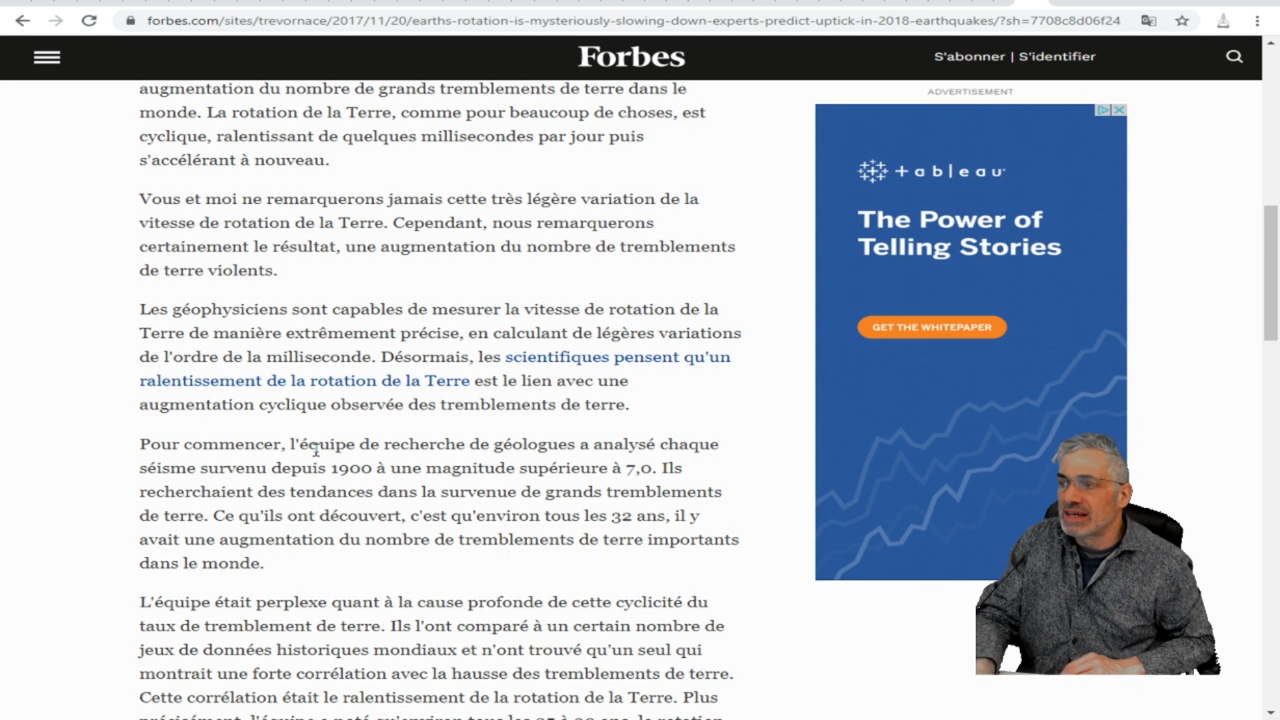 forbes.com/sites/trevornace/2017/11/20/earths-rotation-is-mysteriously-slowing-down-experts-predict-uptick-in-2018-earthquakes/?sh=7708c8d06f24
Forbes
S'abonner | S'identifier
augmentation du nombre de grands tremblements de terre dans le
monde. La rotation de la Terre, comme pour beaucoup de choses, est
cyclique, ralentissant de quelques millisecondes par jour puis
s'accélérant à nouveau.
Vous et moi ne remarquerons jamais cette très légère variation de la
vitesse de rotation de la Terre. Cependant, nous remarquerons
certainement le résultat, une augmentation du nombre de tremblements
de terre violents.
Les géophysiciens sont capables de mesurer la vitesse de rotation de la
Terre de manière extrêmement précise, en calculant de légères variations
de l'ordre de la milliseconde. Désormais, les scientifiques pensent qu'un
ralentissement de la rotation de la Terre est le lien avec une
augmentation cyclique observée des tremblements de terre.
Pour commencer, l'équipe de recherche de géologues a analysé chaque
séisme survenu depuis 1900 à une magnitude supérieure à 7,0. Ils
recherchaient des tendances dans la survenue de grands tremblements
de terre. Ce qu'ils ont découvert, c'est qu'environ tous les 32 ans, il y
avait une augmentation du nombre de tremblements de terre importants
dans le monde.
L'équipe était perplexe quant à la cause profonde de cette cyclicité du
taux de tremblement de terre. Ils l'ont comparé à un certain nombre de
jeux de données historiques mondiaux et n'ont trouvé qu'un seul qui
montrait une forte corrélation avec la hausse des tremblements de terre.
Cette corrélation était le ralentissement de la rotation de la Terre. Plus
ADVERTISEMENT
+ableau
The Power of
Telling Stories
GET THE WHITEPAPER